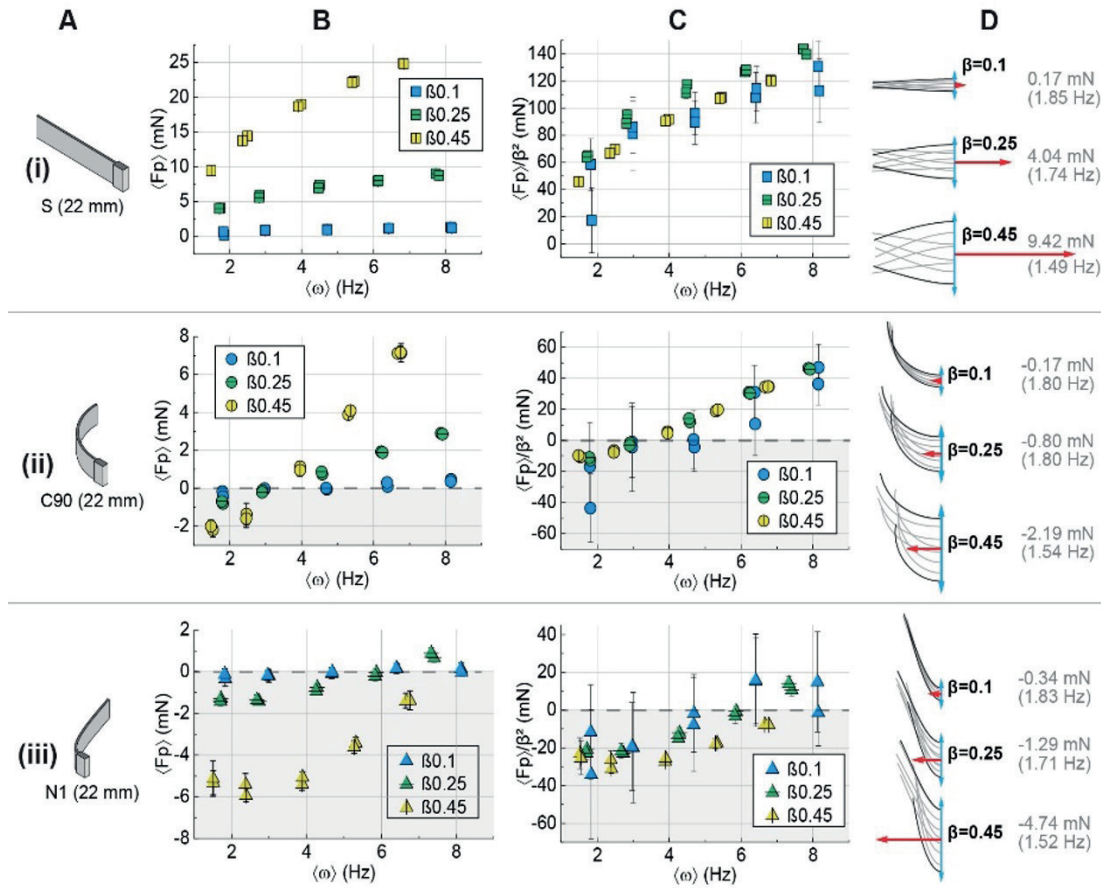 A
B
C
D
(i)
S (22 mm)
⟨Fp⟩ (mN)
25
20
15
10
5
0
2
4
6
8
⟨ω⟩ (Hz)
ß0.1
ß0.25
ß0.45
⟨Fp⟩/β² (mN)
140
120
100
80
60
40
20
0
-20
2
4
6
8
⟨ω⟩ (Hz)
ß0.1
ß0.25
ß0.45
β=0.1
0.17 mN
(1.85 Hz)
β=0.25
4.04 mN
(1.74 Hz)
β=0.45
9.42 mN
(1.49 Hz)
(ii)
C90 (22 mm)
⟨Fp⟩ (mN)
8
6
4
2
0
-2
2
4
6
8
⟨ω⟩ (Hz)
ß0.1
ß0.25
ß0.45
⟨Fp⟩/β² (mN)
60
40
20
0
-20
-40
-60
2
4
6
8
⟨ω⟩ (Hz)
ß0.1
ß0.25
ß0.45
β=0.1
-0.17 mN
(1.80 Hz)
β=0.25
-0.80 mN
(1.80 Hz)
β=0.45
-2.19 mN
(1.54 Hz)
(iii)
N1 (22 mm)
⟨Fp⟩ (mN)
2
0
-2
-4
-6
-8
2
4
6
8
⟨ω⟩ (Hz)
ß0.1
ß0.25
ß0.45
⟨Fp⟩/β² (mN)
40
20
0
-20
-40
-60
2
4
6
8
⟨ω⟩ (Hz)
ß0.1
ß0.25
ß0.45
β=0.1
-0.34 mN
(1.83 Hz)
β=0.25
-1.29 mN
(1.71 Hz)
β=0.45
-4.74 mN
(1.52 Hz)